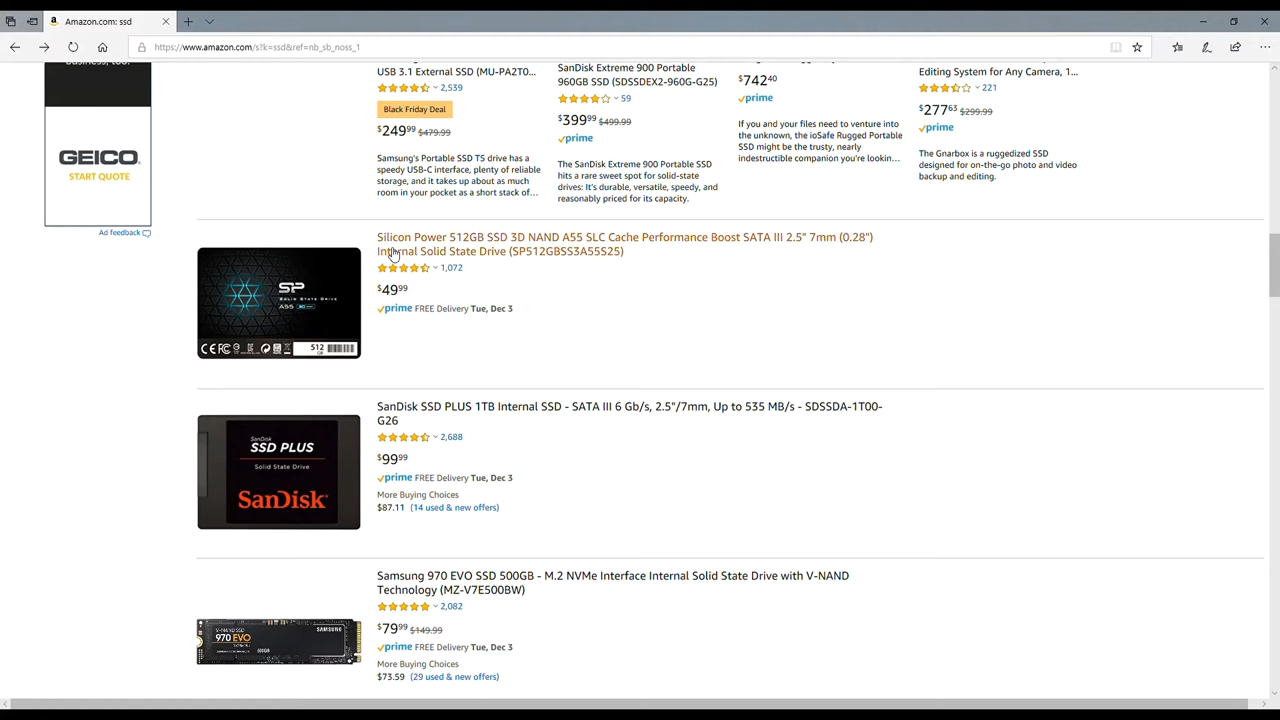 Amazon.com: ssd
https://www.amazon.com/s?k=ssd&ref=nb_sb_noss_1
GEICO
START QUOTE
Ad feedback
USB 3.1 External SSD (MU-PA2T0...
2,539
Black Friday Deal
$249.99 $479.99
Samsung's Portable SSD T5 drive has a
speedy USB-C interface, plenty of reliable
storage, and it takes up about as much
room in your pocket as a short stack of...
SanDisk Extreme 900 Portable
960GB SSD (SDSSDEX2-960G-G25)
59
$399.99 $499.99
prime
The SanDisk Extreme 900 Portable SSD
hits a rare sweet spot for solid-state
drives: It's durable, versatile, speedy, and
reasonably priced for its capacity.
$742.40
prime
If you and your files need to venture into
the unknown, the ioSafe Rugged Portable
SSD might be the trusty, nearly
indestructible companion you're lookin...
Editing System for Any Camera, 1...
221
$277.63 $299.99
prime
The Gnarbox is a ruggedized SSD
designed for on-the-go photo and video
backup and editing.
Silicon Power 512GB SSD 3D NAND A55 SLC Cache Performance Boost SATA III 2.5" 7mm (0.28")
Internal Solid State Drive (SP512GBSS3A55S25)
1,072
$49.99
prime FREE Delivery Tue, Dec 3
SP
SOLID STATE DRIVE
A55
512
GB
SanDisk SSD PLUS 1TB Internal SSD - SATA III 6 Gb/s, 2.5"/7mm, Up to 535 MB/s - SDSSDA-1T00-
G26
2,688
$99.99
prime FREE Delivery Tue, Dec 3
More Buying Choices
$87.11 (14 used & new offers)
SanDisk
SSD PLUS
Solid State Drive
SanDisk
Samsung 970 EVO SSD 500GB - M.2 NVMe Interface Internal Solid State Drive with V-NAND
Technology (MZ-V7E500BW)
2,082
$79.99 $149.99
prime FREE Delivery Tue, Dec 3
More Buying Choices
$73.59 (29 used & new offers)
V-NAND SSD
970 EVO
SAMSUNG
500GB